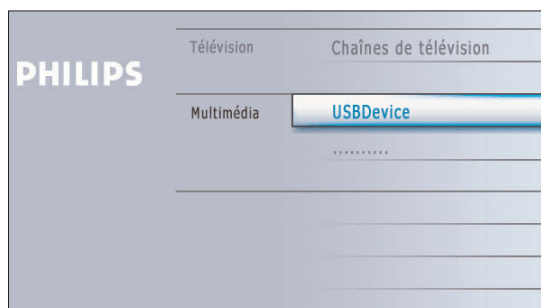 Télévision Chaînes de télévision
PHILIPS
Multimédia USBDevice
..........